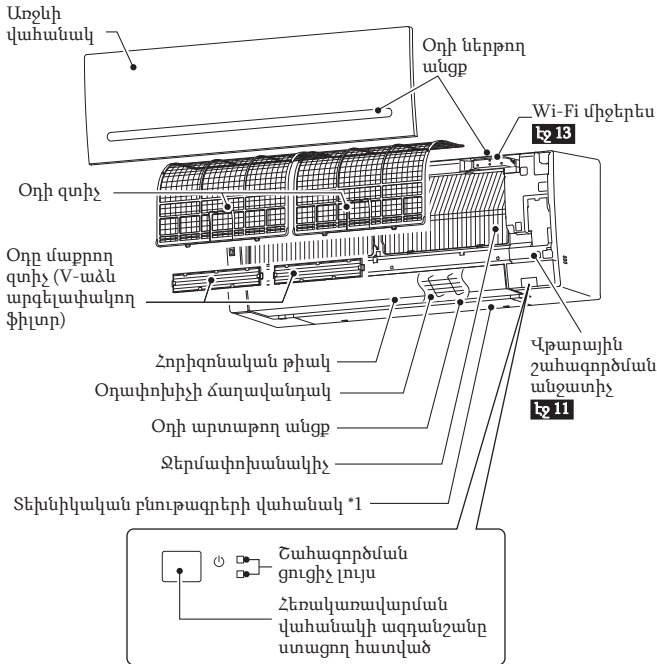 Առջևի
վահանակ
Օդի ներթող
անցք
Wi-Fi միջերես
էջ 13
Օդի զտիչ
Օդը մաքրող
զտիչ (V-աձև
արգելափակող
ֆիլտր)
Վթարային
շահագործման
անջատիչ
էջ 11
Հորիզոնական թիակ
Օդափոխիչի ճաղավանդակ
Օդի արտաթող անցք
Ջերմափոխանակիչ
Տեխնիկական բնութագրերի վահանակ *1
Շահագործման
ցուցիչ լույս
Հեռակառավարման
վահանակի ազդանշանը
ստացող հատված